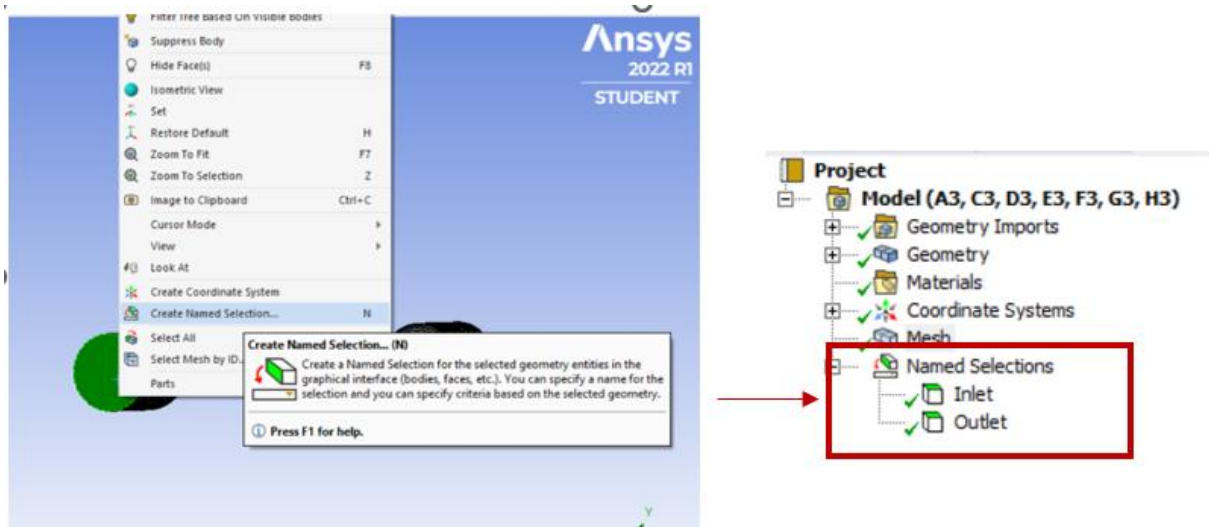 Filter Tree Based On Visible Bodies
Suppress Body
Hide Face(s) F8
Isometric View
Set
Restore Default H
Zoom To Fit F7
Zoom To Selection Z
Image to Clipboard Ctrl+C
Cursor Mode
View
Look At
Create Coordinate System
Create Named Selection... N
Select All
Select Mesh by ID...
Parts
Create Named Selection... (N)
Create a Named Selection for the selected geometry entities in the
graphical interface (bodies, faces, etc.). You can specify a name for the
selection and you can specify criteria based on the selected geometry.
Press F1 for help.
Ansys
2022 R1
STUDENT
Y
Project
Model (A3, C3, D3, E3, F3, G3, H3)
Geometry Imports
Geometry
Materials
Coordinate Systems
Mesh
Named Selections
Inlet
Outlet